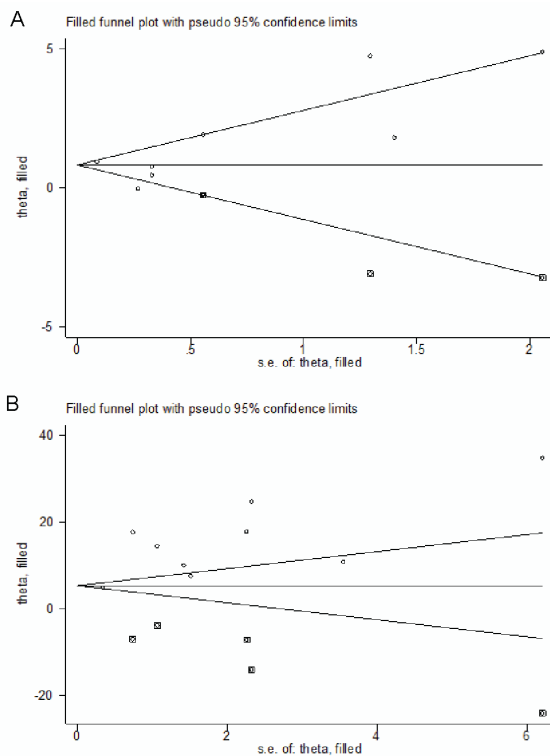 A
Filled funnel plot with pseudo 95% confidence limits
theta, filled
5
0
-5
0
.5
1
1.5
2
s.e. of: theta, filled
B
Filled funnel plot with pseudo 95% confidence limits
theta, filled
40
20
0
-20
0
2
4
6
s.e. of: theta, filled